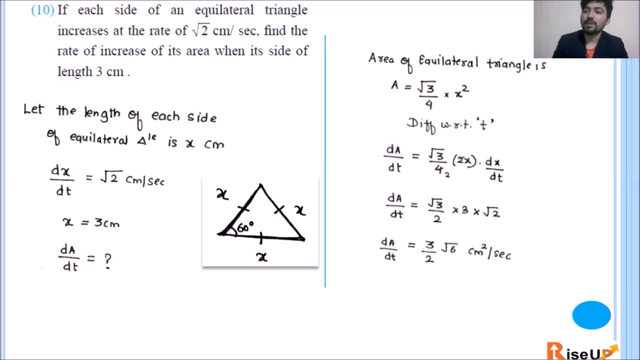 (10) If each side of an equilateral triangle
increases at the rate of √2 cm/ sec, find the
rate of increase of its area when its side of
length 3 cm .
Let the length of each side
of equilateral Δle is x cm
dx/dt = √2 cm/sec
x = 3cm
dA/dt = ?
x
x
60°
x
Area of Equilateral triangle is
A = √3/4 × x²
Diff w.r.t. 't'
dA/dt = √3/4 2 (2x) · dx/dt
dA/dt = √3/2 × 3 × √2
dA/dt = 3/2 √6 cm²/sec
RiseUP